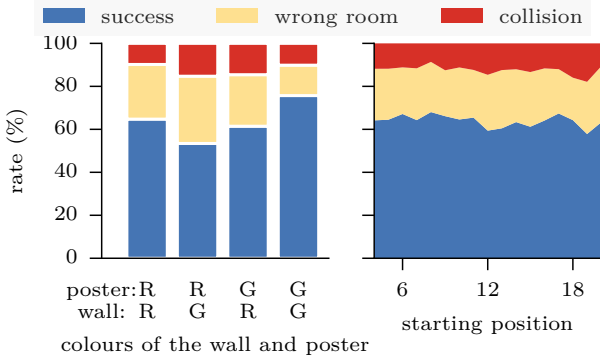 success wrong room collision
100
80
60
40
20
0
rate (%)
poster: R R G G
wall: R G R G
colours of the wall and poster
6 12 18
starting position